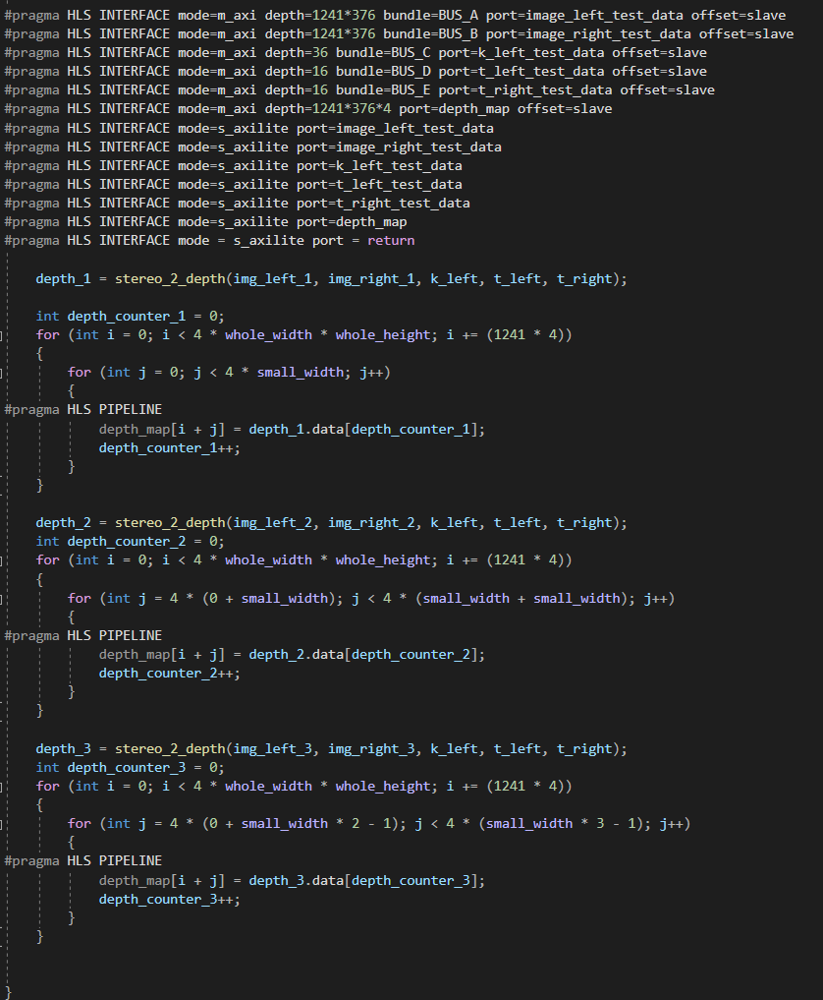 #pragma HLS INTERFACE mode=m_axi depth=1241*376 bundle=BUS_A port=image_left_test_data offset=slave
#pragma HLS INTERFACE mode=m_axi depth=1241*376 bundle=BUS_B port=image_right_test_data offset=slave
#pragma HLS INTERFACE mode=m_axi depth=36 bundle=BUS_C port=k_left_test_data offset=slave
#pragma HLS INTERFACE mode=m_axi depth=16 bundle=BUS_D port=t_left_test_data offset=slave
#pragma HLS INTERFACE mode=m_axi depth=16 bundle=BUS_E port=t_right_test_data offset=slave
#pragma HLS INTERFACE mode=m_axi depth=1241*376*4 port=depth_map offset=slave
#pragma HLS INTERFACE mode=s_axilite port=image_left_test_data
#pragma HLS INTERFACE mode=s_axilite port=image_right_test_data
#pragma HLS INTERFACE mode=s_axilite port=k_left_test_data
#pragma HLS INTERFACE mode=s_axilite port=t_left_test_data
#pragma HLS INTERFACE mode=s_axilite port=t_right_test_data
#pragma HLS INTERFACE mode=s_axilite port=depth_map
#pragma HLS INTERFACE mode = s_axilite port = return
depth_1 = stereo_2_depth(img_left_1, img_right_1, k_left, t_left, t_right);
int depth_counter_1 = 0;
for (int i = 0; i < 4 * whole_width * whole_height; i += (1241 * 4))
{
for (int j = 0; j < 4 * small_width; j++)
{
#pragma HLS PIPELINE
depth_map[i + j] = depth_1.data[depth_counter_1];
depth_counter_1++;
}
}
depth_2 = stereo_2_depth(img_left_2, img_right_2, k_left, t_left, t_right);
int depth_counter_2 = 0;
for (int i = 0; i < 4 * whole_width * whole_height; i += (1241 * 4))
{
for (int j = 4 * (0 + small_width); j < 4 * (small_width + small_width); j++)
{
#pragma HLS PIPELINE
depth_map[i + j] = depth_2.data[depth_counter_2];
depth_counter_2++;
}
}
depth_3 = stereo_2_depth(img_left_3, img_right_3, k_left, t_left, t_right);
int depth_counter_3 = 0;
for (int i = 0; i < 4 * whole_width * whole_height; i += (1241 * 4))
{
for (int j = 4 * (0 + small_width * 2 - 1); j < 4 * (small_width * 3 - 1); j++)
{
#pragma HLS PIPELINE
depth_map[i + j] = depth_3.data[depth_counter_3];
depth_counter_3++;
}
}
}